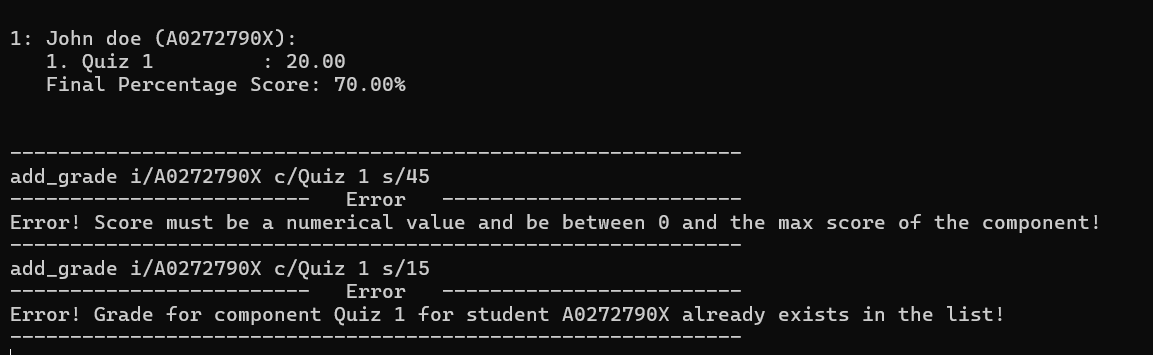 1: John doe (A0272790X):
   1. Quiz 1         : 20.00
   Final Percentage Score: 70.00%
-------------------------------------------------------------
add_grade i/A0272790X c/Quiz 1 s/45
-------------------------   Error   -------------------------
Error! Score must be a numerical value and be between 0 and the max score of the component!
-------------------------------------------------------------
add_grade i/A0272790X c/Quiz 1 s/15
-------------------------   Error   -------------------------
Error! Grade for component Quiz 1 for student A0272790X already exists in the list!
-------------------------------------------------------------